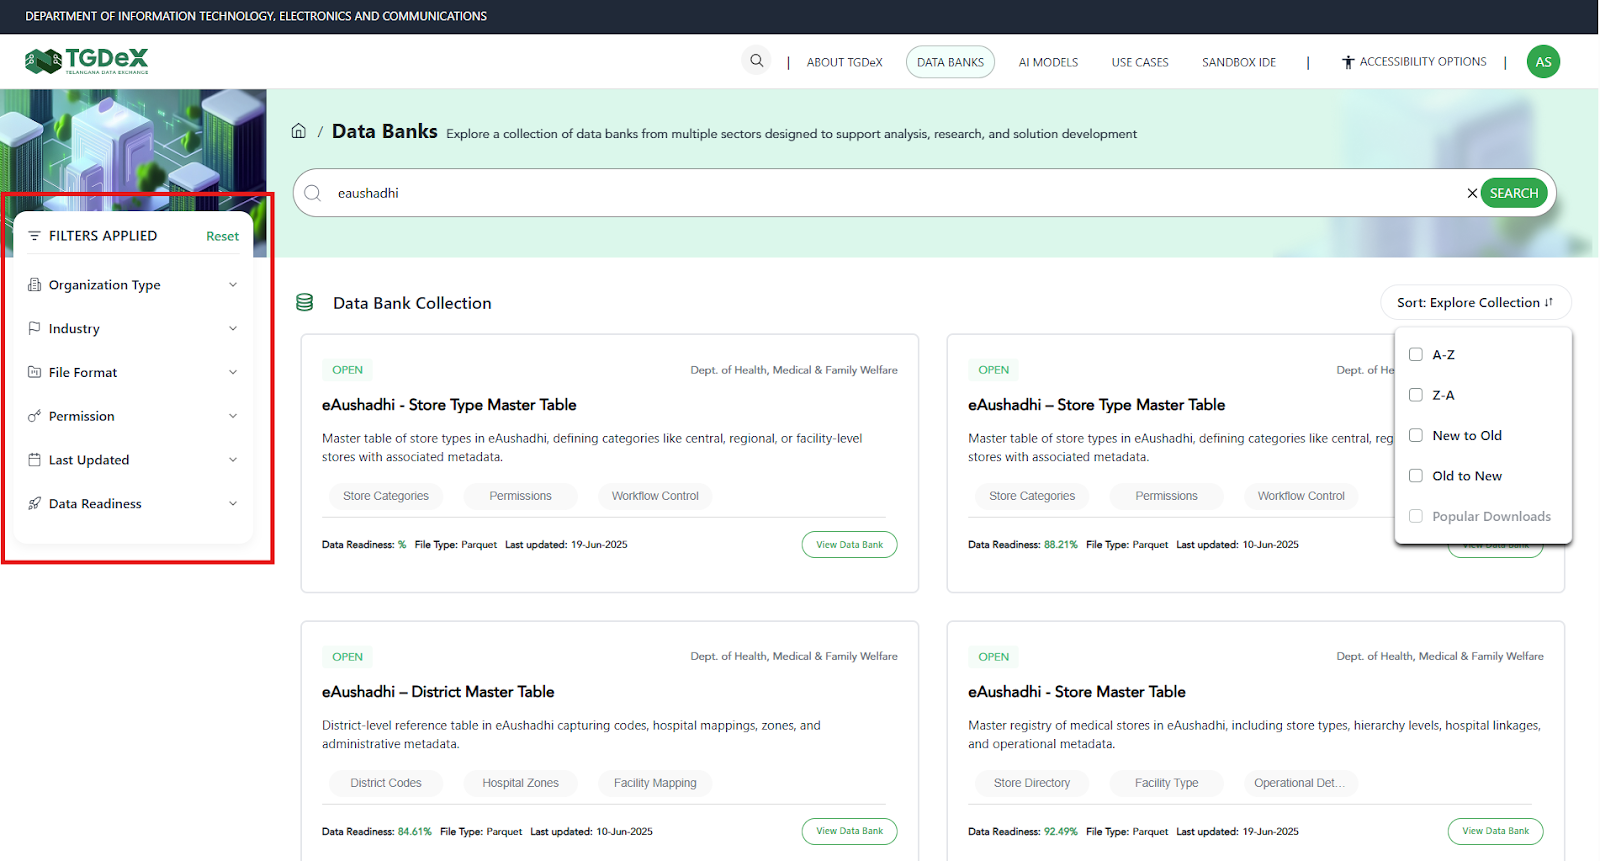 DEPARTMENT OF INFORMATION TECHNOLOGY, ELECTRONICS AND COMMUNICATIONS
TGDeX
TELANGANA DATA EXCHANGE
| ABOUT TGDeX DATA BANKS AI MODELS USE CASES SANDBOX IDE | ACCESSIBILITY OPTIONS | AS
/ Data Banks Explore a collection of data banks from multiple sectors designed to support analysis, research, and solution development
eaushadhi SEARCH
FILTERS APPLIED Reset
Organization Type
Industry
File Format
Permission
Last Updated
Data Readiness
Data Bank Collection
Sort: Explore Collection
A-Z
Z-A
New to Old
Old to New
Popular Downloads
OPEN Dept. of Health, Medical & Family Welfare
eAushadhi - Store Type Master Table
Master table of store types in eAushadhi, defining categories like central, regional, or facility-level
stores with associated metadata.
Store Categories Permissions Workflow Control
Data Readiness: % File Type: Parquet Last updated: 19-Jun-2025 View Data Bank
OPEN Dept. of He
eAushadhi – Store Type Master Table
Master table of store types in eAushadhi, defining categories like central, reg
stores with associated metadata.
Store Categories Permissions Workflow Control
Data Readiness: 88.21% File Type: Parquet Last updated: 10-Jun-2025 View Data Bank
OPEN Dept. of Health, Medical & Family Welfare
eAushadhi – District Master Table
District-level reference table in eAushadhi capturing codes, hospital mappings, zones, and
administrative metadata.
District Codes Hospital Zones Facility Mapping
Data Readiness: 84.61% File Type: Parquet Last updated: 10-Jun-2025 View Data Bank
OPEN Dept. of Health, Medical & Family Welfare
eAushadhi - Store Master Table
Master registry of medical stores in eAushadhi, including store types, hierarchy levels, hospital linkages,
and operational metadata.
Store Directory Facility Type Operational Det...
Data Readiness: 92.49% File Type: Parquet Last updated: 19-Jun-2025 View Data Bank